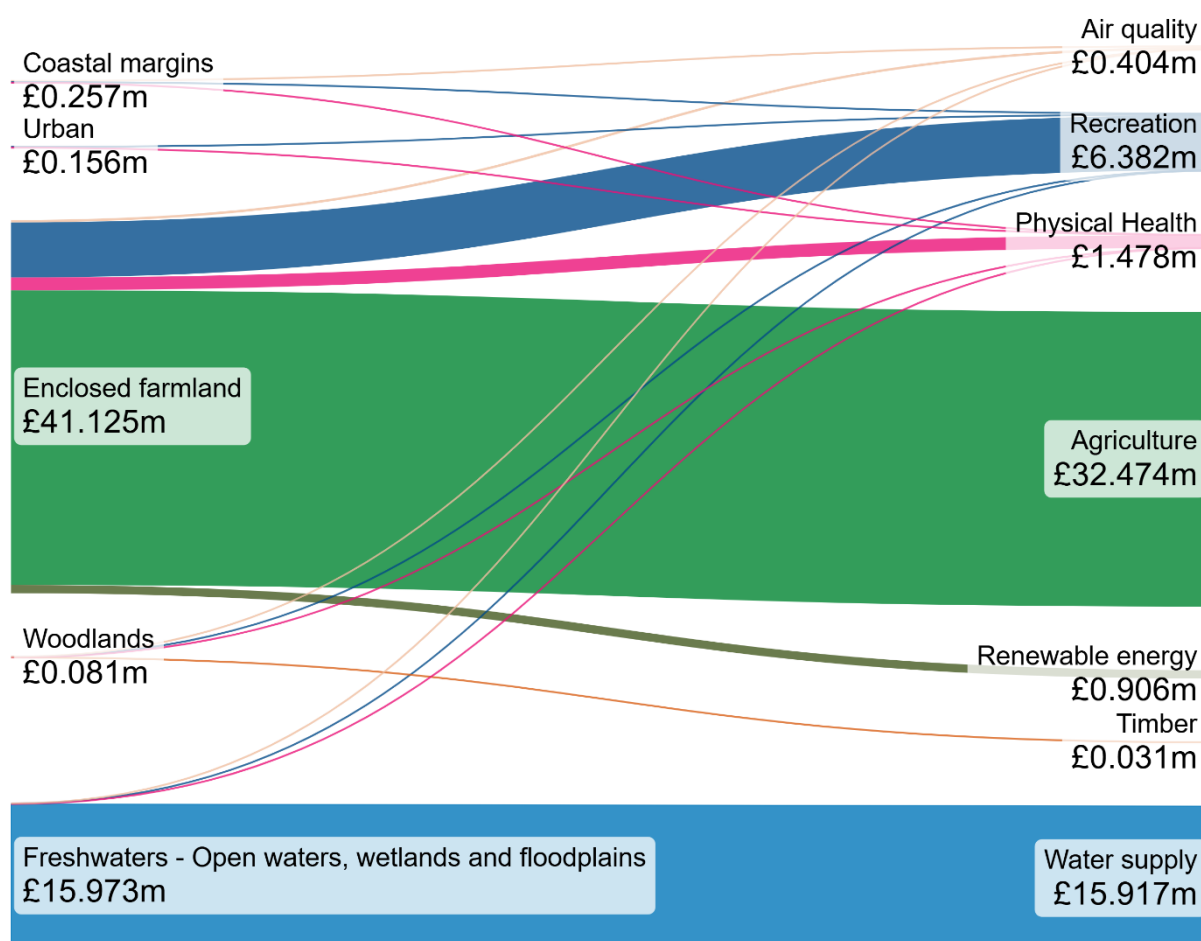 Coastal margins
£0.257m
Urban
£0.156m
Enclosed farmland
£41.125m
Woodlands
£0.081m
Freshwaters - Open waters, wetlands and floodplains
£15.973m
Air quality
£0.404m
Recreation
£6.382m
Physical Health
£1.478m
Agriculture
£32.474m
Renewable energy
£0.906m
Timber
£0.031m
Water supply
£15.917m